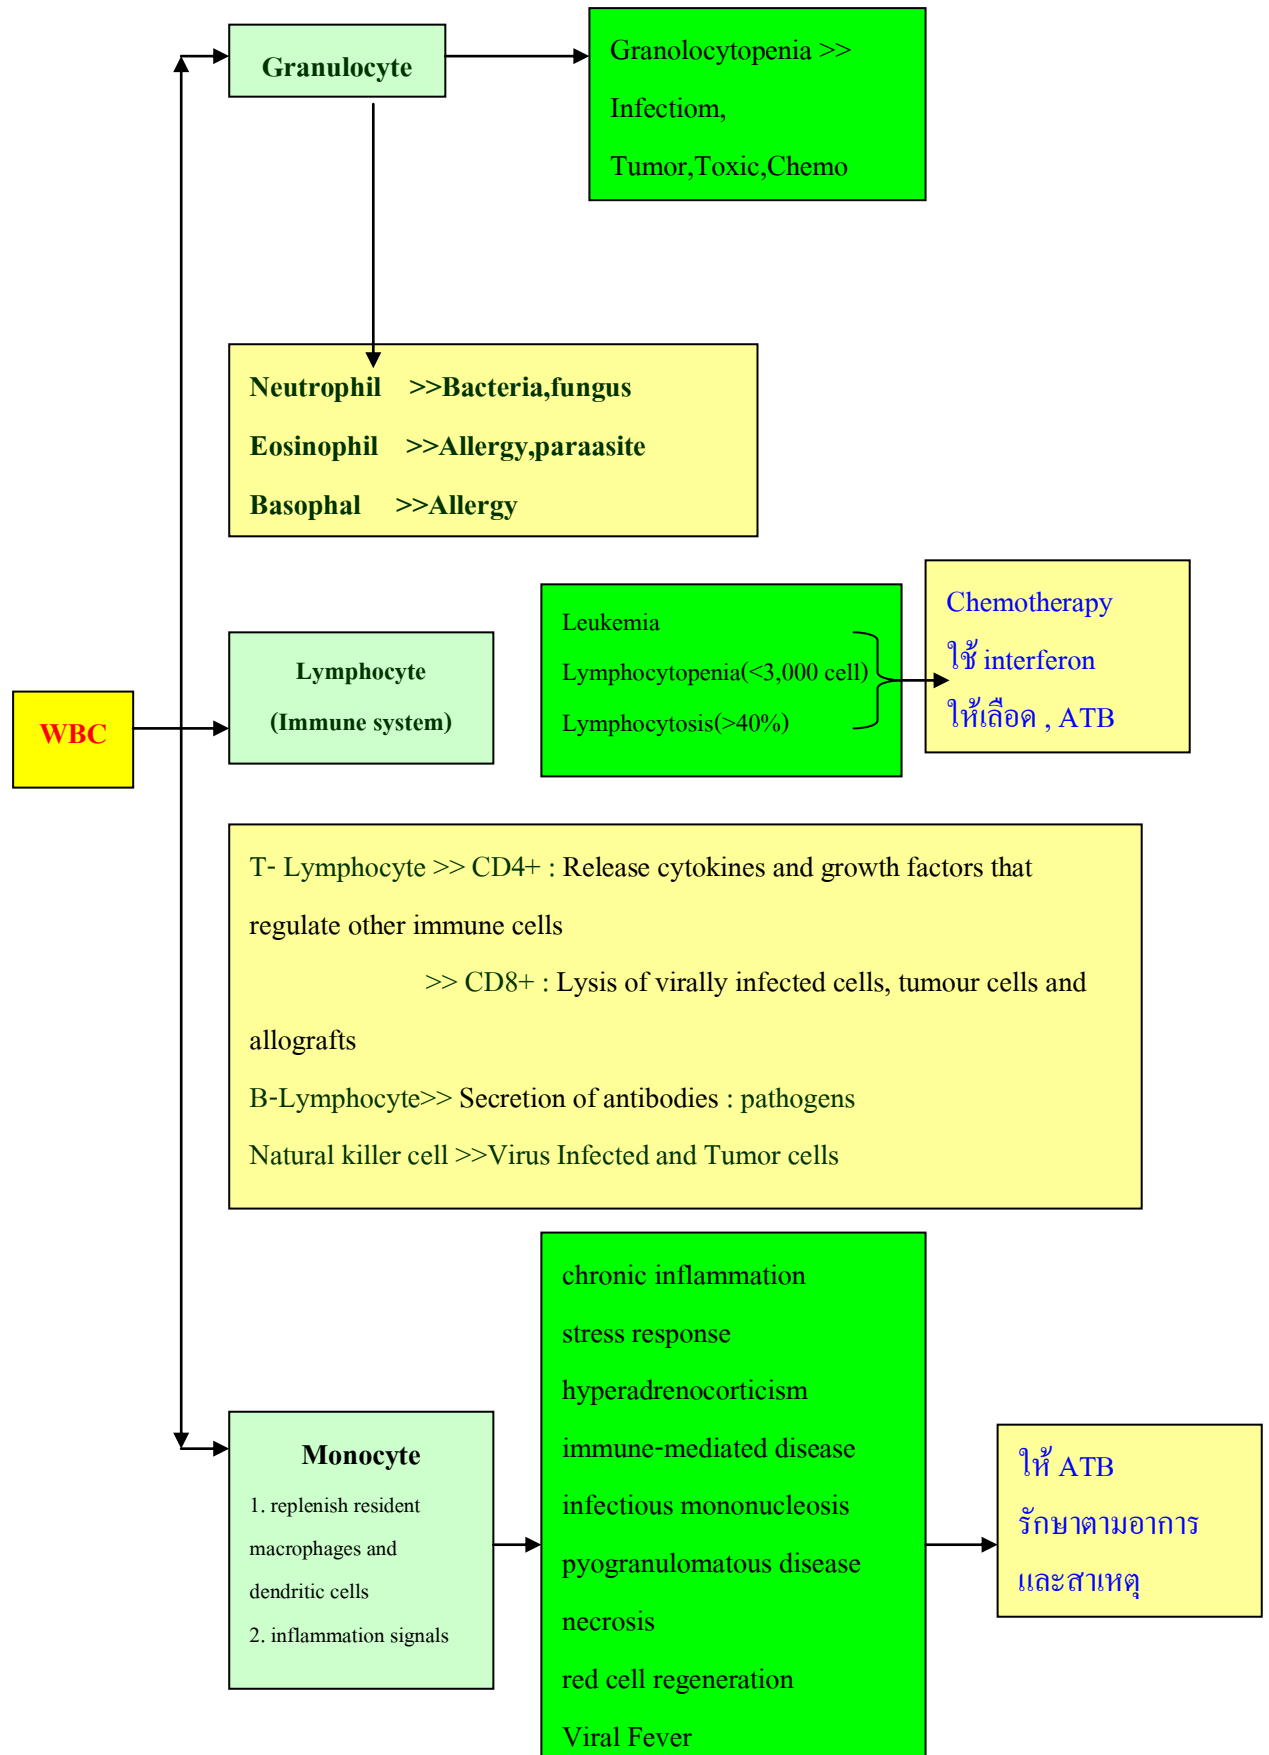 Granulocyte
Granolocytopenia >>
Infectiom,
Tumor,Toxic,Chemo
Neutrophil >>Bacteria,fungus
Eosinophil >>Allergy,paraasite
Basophal >>Allergy
WBC
Lymphocyte
(Immune system)
Leukemia
Lymphocytopenia(<3,000 cell)
Lymphocytosis(>40%)
Chemotherapy
ใช้ interferon
ให้เลือด , ATB
T- Lymphocyte >> CD4+ : Release cytokines and growth factors that
regulate other immune cells
>> CD8+ : Lysis of virally infected cells, tumour cells and
allografts
B-Lymphocyte>> Secretion of antibodies : pathogens
Natural killer cell >>Virus Infected and Tumor cells
Monocyte
1. replenish resident
macrophages and
dendritic cells
2. inflammation signals
chronic inflammation
stress response
hyperadrenocorticism
immune-mediated disease
infectious mononucleosis
pyogranulomatous disease
necrosis
red cell regeneration
Viral Fever
ให้ ATB
รักษาตามอาการ
และสาเหตุ